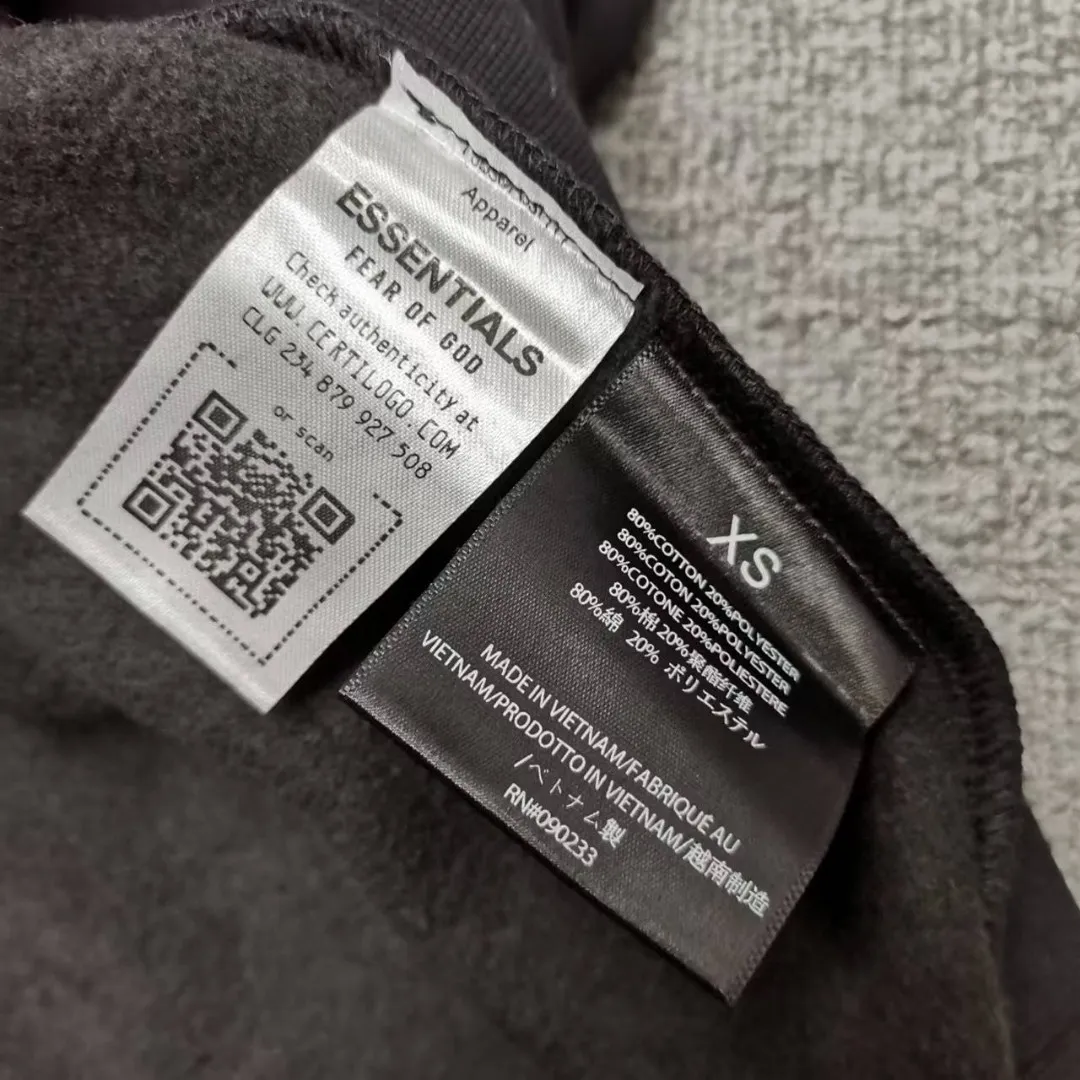 Apparel
ESSENTIALS
FEAR OF GOD
Check authenticity at
WWW.CERTILOGO.COM
CLG 234 879 927 508
or scan
XS
80%COTTON 20%POLYESTER
80%COTON 20%POLYESTER
80%COTONE 20%POLIESTERE
80%棉 20%聚酯纤维
80%綿 20% ポリエステル
MADE IN VIETNAM/FABRIQUÉ AU
VIETNAM/PRODOTTO IN VIETNAM/越南制造
/ベトナム製
RN#090233